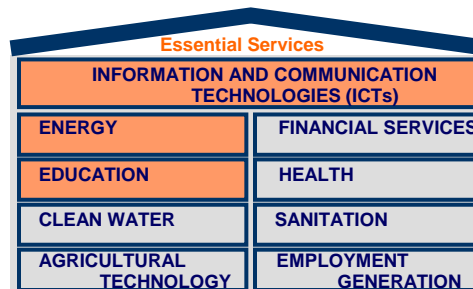 Essential Services
INFORMATION AND COMMUNICATION
TECHNOLOGIES (ICTs)
ENERGY
FINANCIAL SERVICES
EDUCATION
HEALTH
CLEAN WATER
SANITATION
AGRICULTURAL
TECHNOLOGY
EMPLOYMENT
GENERATION